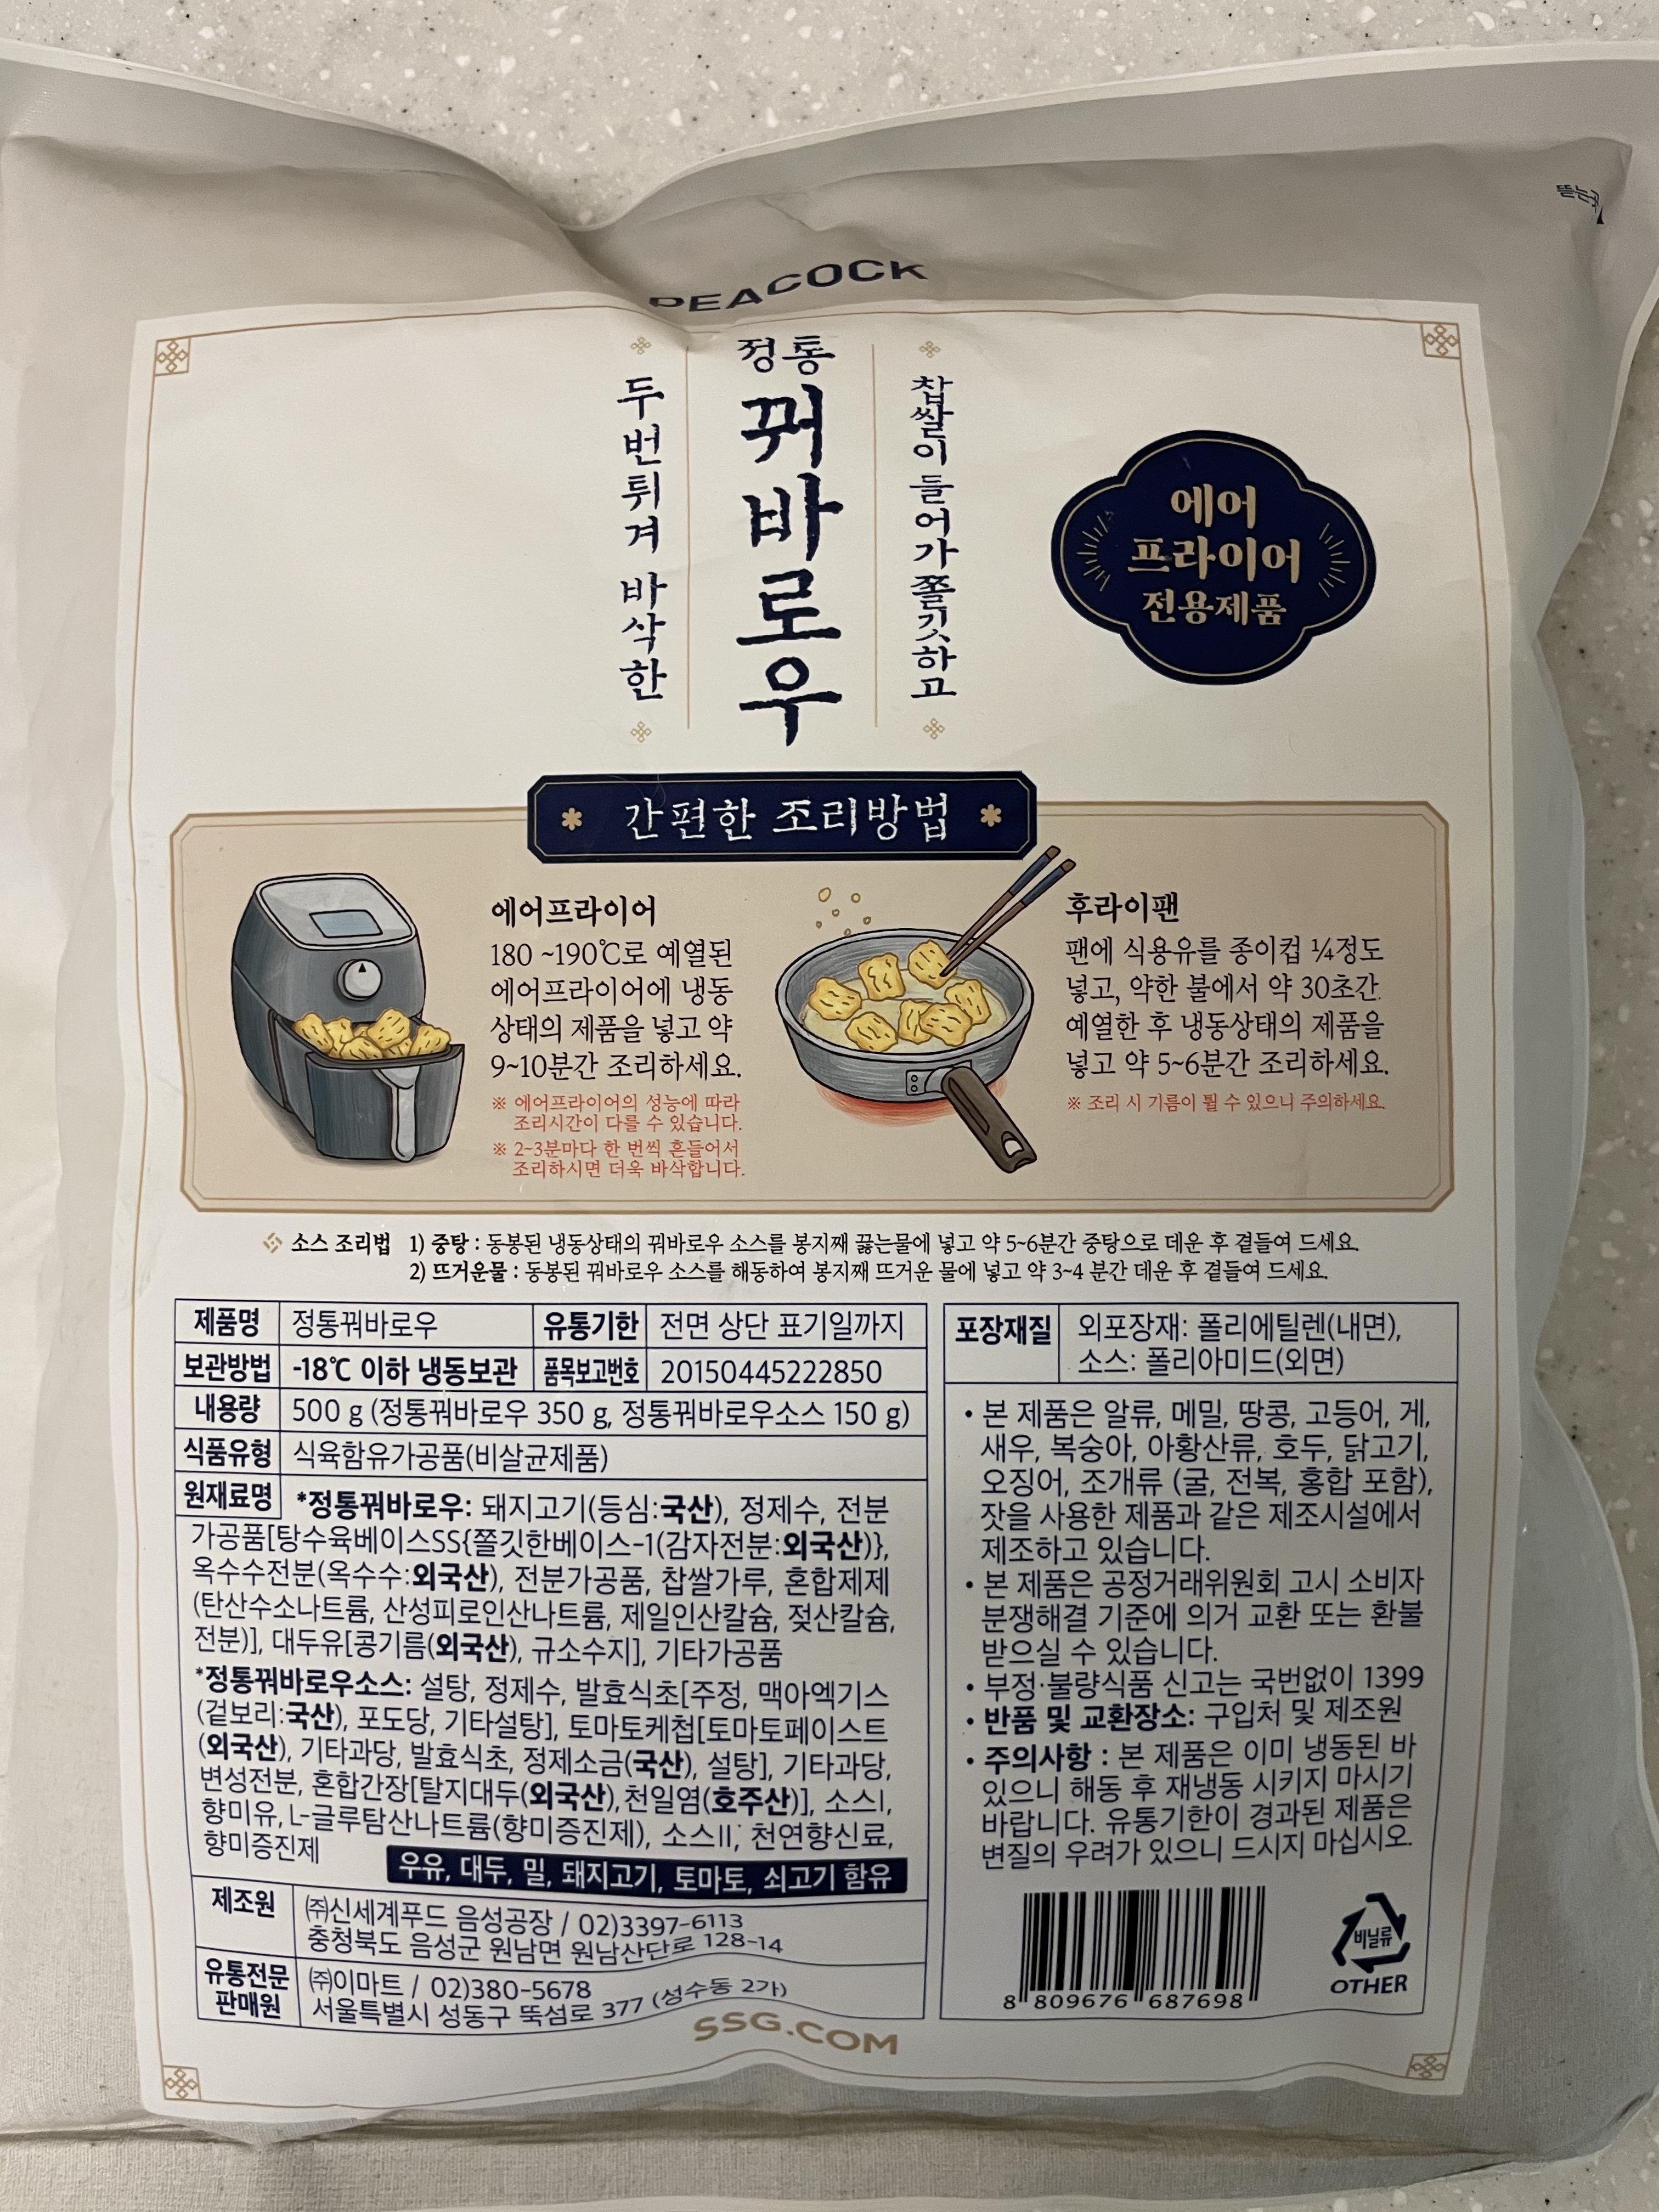 뜯는곳
PEACOCK
찹쌀이 들어가 쫄깃하고
정통
꿔바로우
두 번 튀겨 바삭한
에어
프라이어
전용제품
간편한 조리방법
에어프라이어
180 ~190℃로 예열된
에어프라이어에 냉동
상태의 제품을 넣고 약
9~10분간 조리하세요.
※ 에어프라이어의 성능에 따라
조리시간이 다를 수 있습니다.
※ 2~3분마다 한 번씩 흔들어서
조리하시면 더욱 바삭합니다.
후라이팬
팬에 식용유를 종이컵 ¼정도
넣고, 약한 불에서 약 30초간
예열한 후 냉동상태의 제품을
넣고 약 5~6분간 조리하세요.
※ 조리 시 기름이 튈 수 있으니 주의하세요.
소스 조리법 1) 중탕 : 동봉된 냉동상태의 꿔바로우 소스를 봉지째 끓는물에 넣고 약 5~6분간 중탕으로 데운 후 곁들여 드세요.
2) 뜨거운물 : 동봉된 꿔바로우 소스를 해동하여 봉지째 뜨거운 물에 넣고 약 3~4 분간 데운 후 곁들여 드세요.
제품명 정통꿔바로우 유통기한 전면 상단 표기일까지
보관방법 -18℃ 이하 냉동보관 품목보고번호 20150445222850
내용량 500 g (정통꿔바로우 350 g, 정통꿔바로우소스 150 g)
식품유형 식육함유가공품(비살균제품)
원재료명 *정통꿔바로우: 돼지고기(등심:국산), 정제수, 전분
가공품[탕수육베이스SS{쫄깃한베이스-1(감자전분:외국산)},
옥수수전분(옥수수:외국산), 전분가공품, 찹쌀가루, 혼합제제
(탄산수소나트륨, 산성피로인산나트륨, 제일인산칼슘, 젖산칼슘,
전분)], 대두유[콩기름(외국산), 규소수지], 기타가공품
*정통꿔바로우소스: 설탕, 정제수, 발효식초[주정, 맥아엑기스
(겉보리:국산), 포도당, 기타설탕], 토마토케첩[토마토페이스트
(외국산), 기타과당, 발효식초, 정제소금(국산), 설탕], 기타과당,
변성전분, 혼합간장[탈지대두(외국산),천일염(호주산)], 소스I,
향미유, L-글루탐산나트륨(향미증진제), 소스II, 천연향신료,
향미증진제
우유, 대두, 밀, 돼지고기, 토마토, 쇠고기 함유
제조원 ㈜신세계푸드 음성공장 / 02)3397-6113
충청북도 음성군 원남면 원남산단로 128-14
유통전문
판매원
㈜이마트 / 02)380-5678
서울특별시 성동구 뚝섬로 377 (성수동 2가)
포장재질 외포장재: 폴리에틸렌(내면),
소스: 폴리아미드(외면)
• 본 제품은 알류, 메밀, 땅콩, 고등어, 게,
새우, 복숭아, 아황산류, 호두, 닭고기,
오징어, 조개류 (굴, 전복, 홍합 포함),
잣을 사용한 제품과 같은 제조시설에서
제조하고 있습니다.
• 본 제품은 공정거래위원회 고시 소비자
분쟁해결 기준에 의거 교환 또는 환불
받으실 수 있습니다.
• 부정·불량식품 신고는 국번없이 1399
• 반품 및 교환장소: 구입처 및 제조원
• 주의사항 : 본 제품은 이미 냉동된 바
있으니 해동 후 재냉동 시키지 마시기
바랍니다. 유통기한이 경과된 제품은
변질의 우려가 있으니 드시지 마십시오.
8 809676 687698
비닐류
OTHER
SSG.COM